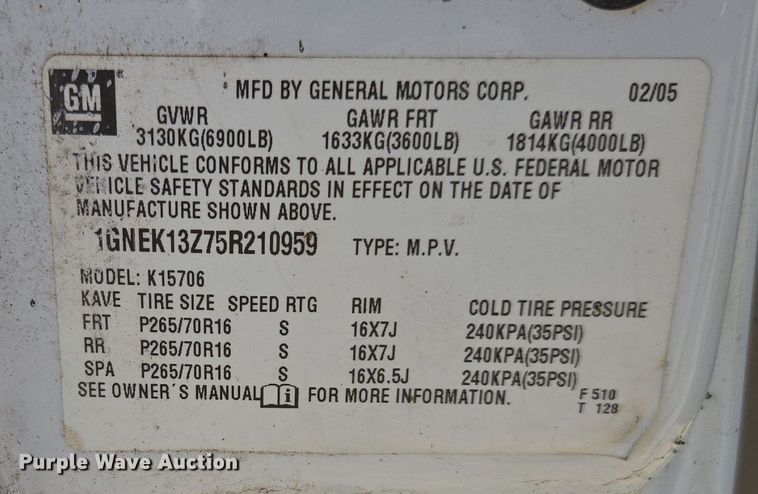 GM
MFD BY GENERAL MOTORS CORP. 02/05
GVWR GAWR FRT GAWR RR
3130KG(6900LB) 1633KG(3600LB) 1814KG(4000LB)
THIS VEHICLE CONFORMS TO ALL APPLICABLE U.S. FEDERAL MOTOR
VEHICLE SAFETY STANDARDS IN EFFECT ON THE DATE OF
MANUFACTURE SHOWN ABOVE.
1GNEK13Z75R210959 TYPE: M.P.V.
MODEL: K15706
KAVE TIRE SIZE SPEED RTG RIM COLD TIRE PRESSURE
FRT P265/70R16 S 16X7J 240KPA(35PSI)
RR P265/70R16 S 16X7J 240KPA(35PSI)
SPA P265/70R16 S 16X6.5J 240KPA(35PSI)
SEE OWNER'S MANUAL i FOR MORE INFORMATION. F 510
T 128
Purple Wave Auction